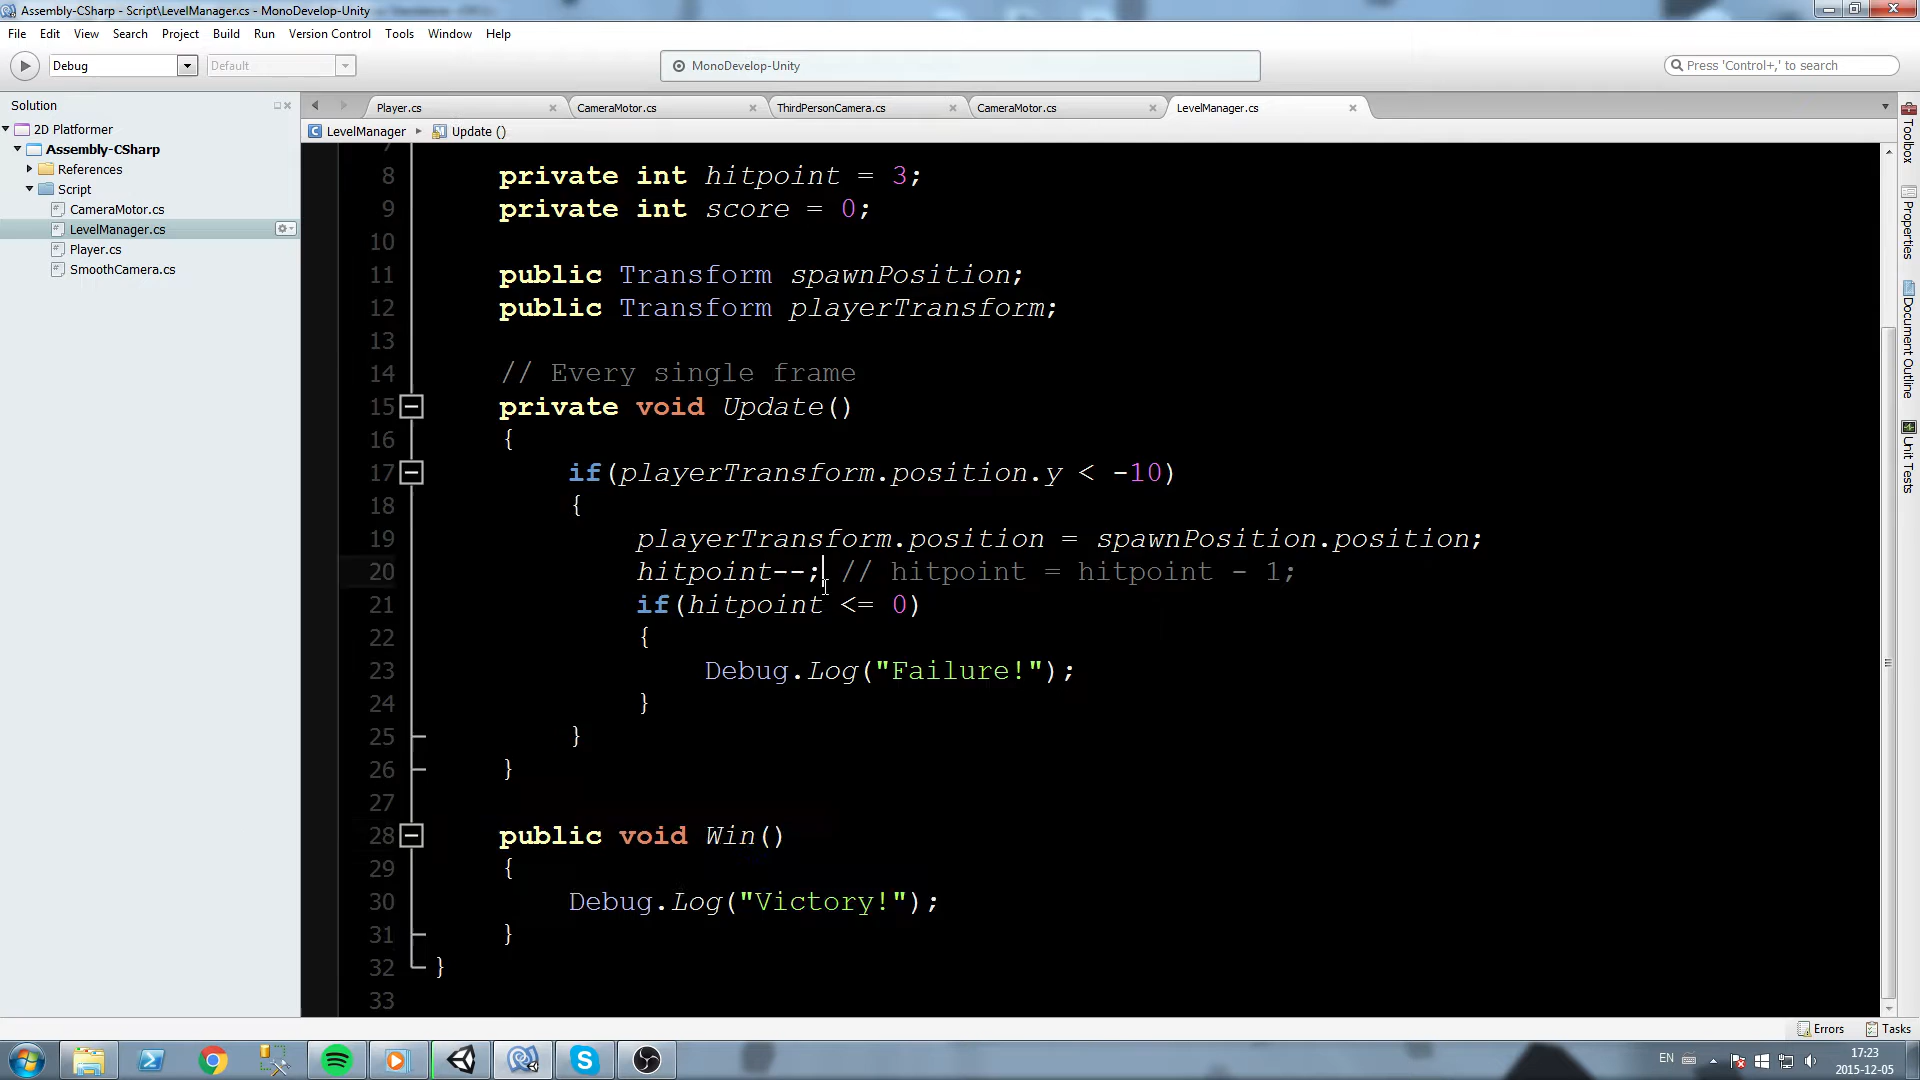 Assembly-CSharp - Script\LevelManager.cs - MonoDevelop-Unity
File Edit View Search Project Build Run Version Control Tools Window Help
Debug Default MonoDevelop-Unity Press 'Control+,' to search
Solution
2D Platformer
Assembly-CSharp
References
Script
CameraMotor.cs
LevelManager.cs
Player.cs
SmoothCamera.cs
Player.cs CameraMotor.cs ThirdPersonCamera.cs CameraMotor.cs LevelManager.cs
LevelManager Update ()
8 private int hitpoint = 3;
9 private int score = 0;
10
11 public Transform spawnPosition;
12 public Transform playerTransform;
13
14 // Every single frame
15 private void Update()
16 {
17 if(playerTransform.position.y < -10)
18 {
19 playerTransform.position = spawnPosition.position;
20 hitpoint--; // hitpoint = hitpoint - 1;
21 if(hitpoint <= 0)
22 {
23 Debug.Log("Failure!");
24 }
25 }
26 }
27
28 public void Win()
29 {
30 Debug.Log("Victory!");
31 }
32 }
33
Toolbox
Properties
Document Outline
Unit Tests
Errors Tasks
EN 17:23
2015-12-05